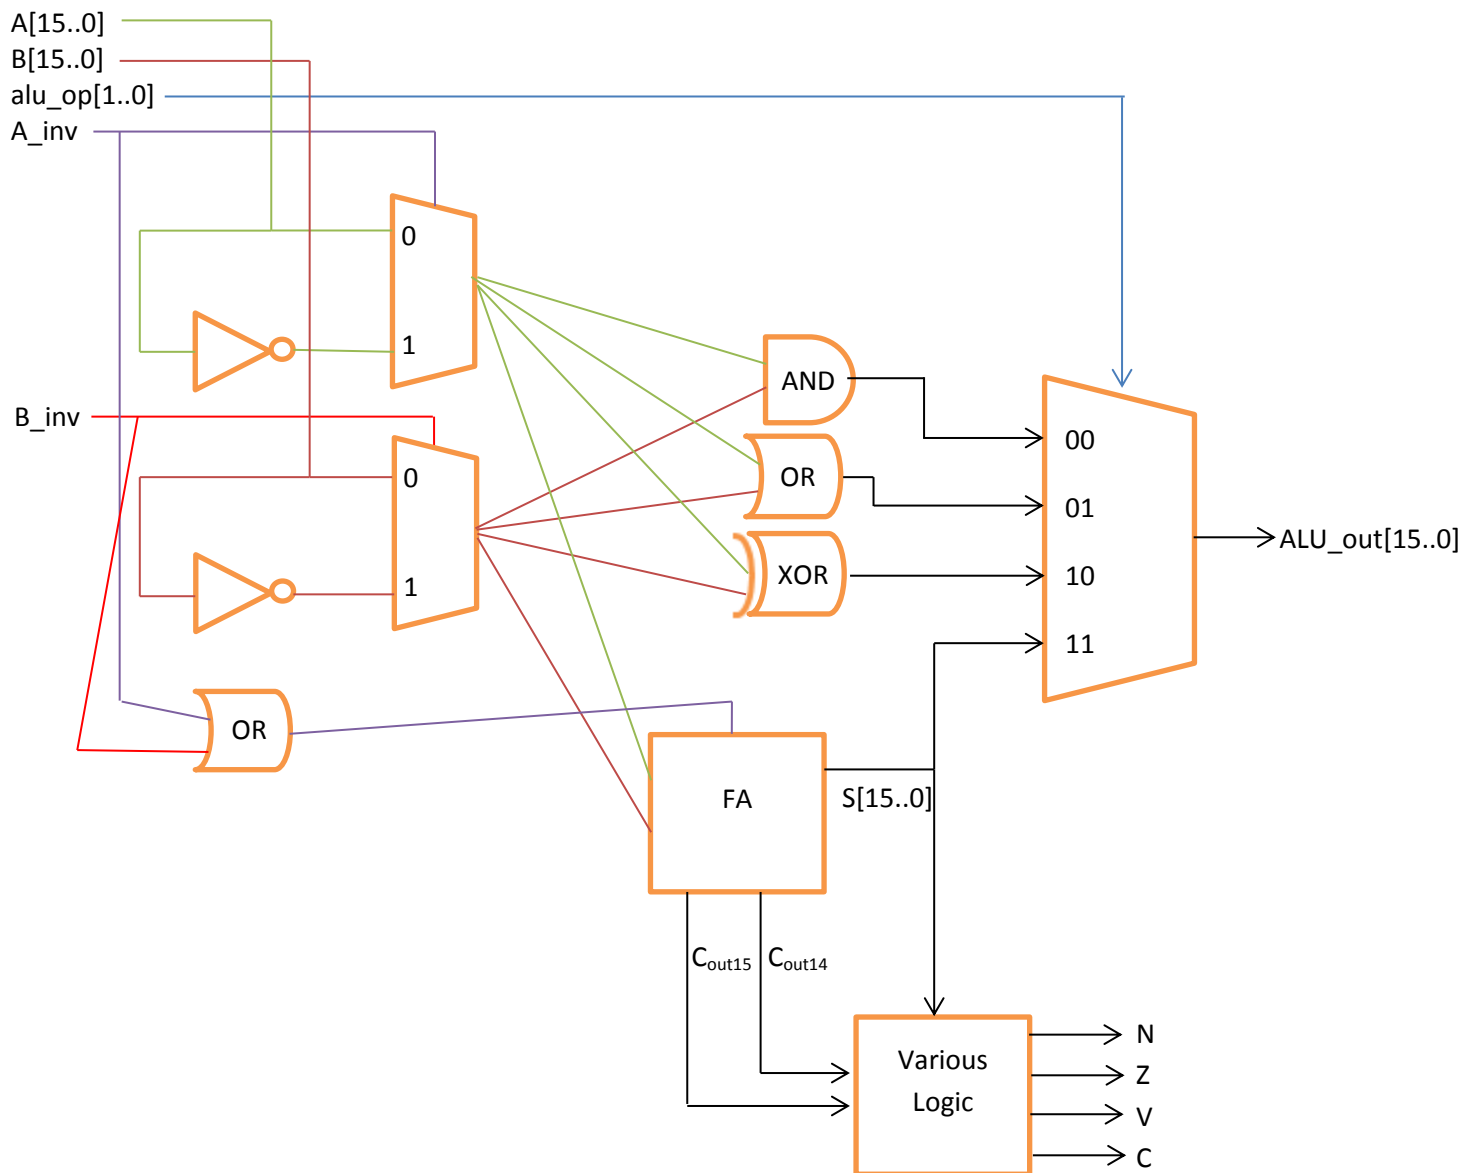 A[15..0]
B[15..0]
alu_op[1..0]
A_inv
0
1
B_inv
0
1
AND
OR
XOR
00
01
10
11
ALU_out[15..0]
OR
FA
S[15..0]
Cout15
Cout14
Various
Logic
N
Z
V
C